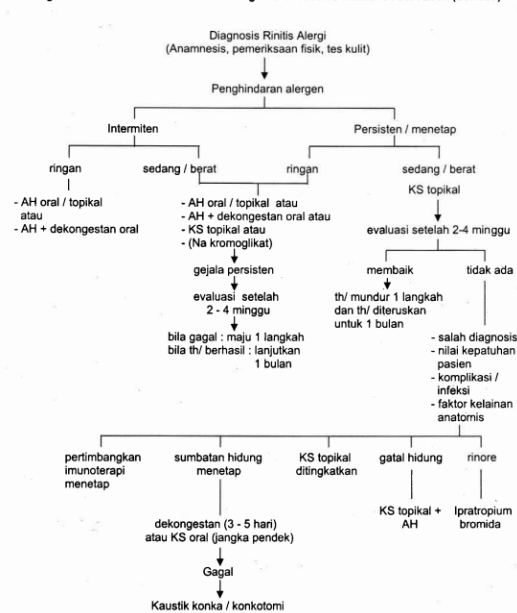 Diagnosis Rinitis Alergi
(Anamnesis, pemeriksaan fisik, tes kulit)
Penghindaran alergen
Intermiten
Persisten / menetap
ringan
sedang / berat
ringan
sedang / berat
- AH oral / topikal
atau
- AH + dekongestan oral
- AH oral / topikal atau
- AH + dekongestan oral atau
- KS topikal atau
- (Na kromoglikat)
gejala persisten
evaluasi setelah
2 - 4 minggu
bila gagal : maju 1 langkah
bila th/ berhasil : lanjutkan
1 bulan
KS topikal
evaluasi setelah 2-4 minggu
membaik
tidak ada
th/ mundur 1 langkah
dan th/ diteruskan
untuk 1 bulan
- salah diagnosis
- nilai kepatuhan
pasien
- komplikasi /
infeksi
- faktor kelainan
anatomis
pertimbangkan
imunoterapi
menetap
sumbatan hidung
menetap
KS topikal
ditingkatkan
gatal hidung
rinore
dekongestan (3 - 5 hari)
atau KS oral (jangka pendek)
KS topikal +
AH
Ipratropium
bromida
Gagal
Kaustik konka / konkotomi